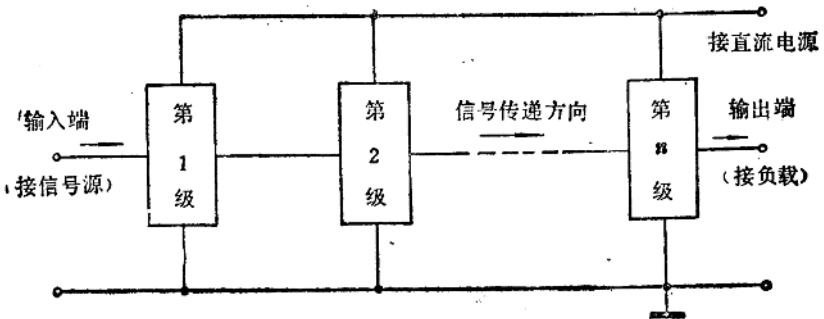 接直流电源
输入端
(接信号源)
第1级
第2级
信号传递方向
第n级
输出端
(接负载)